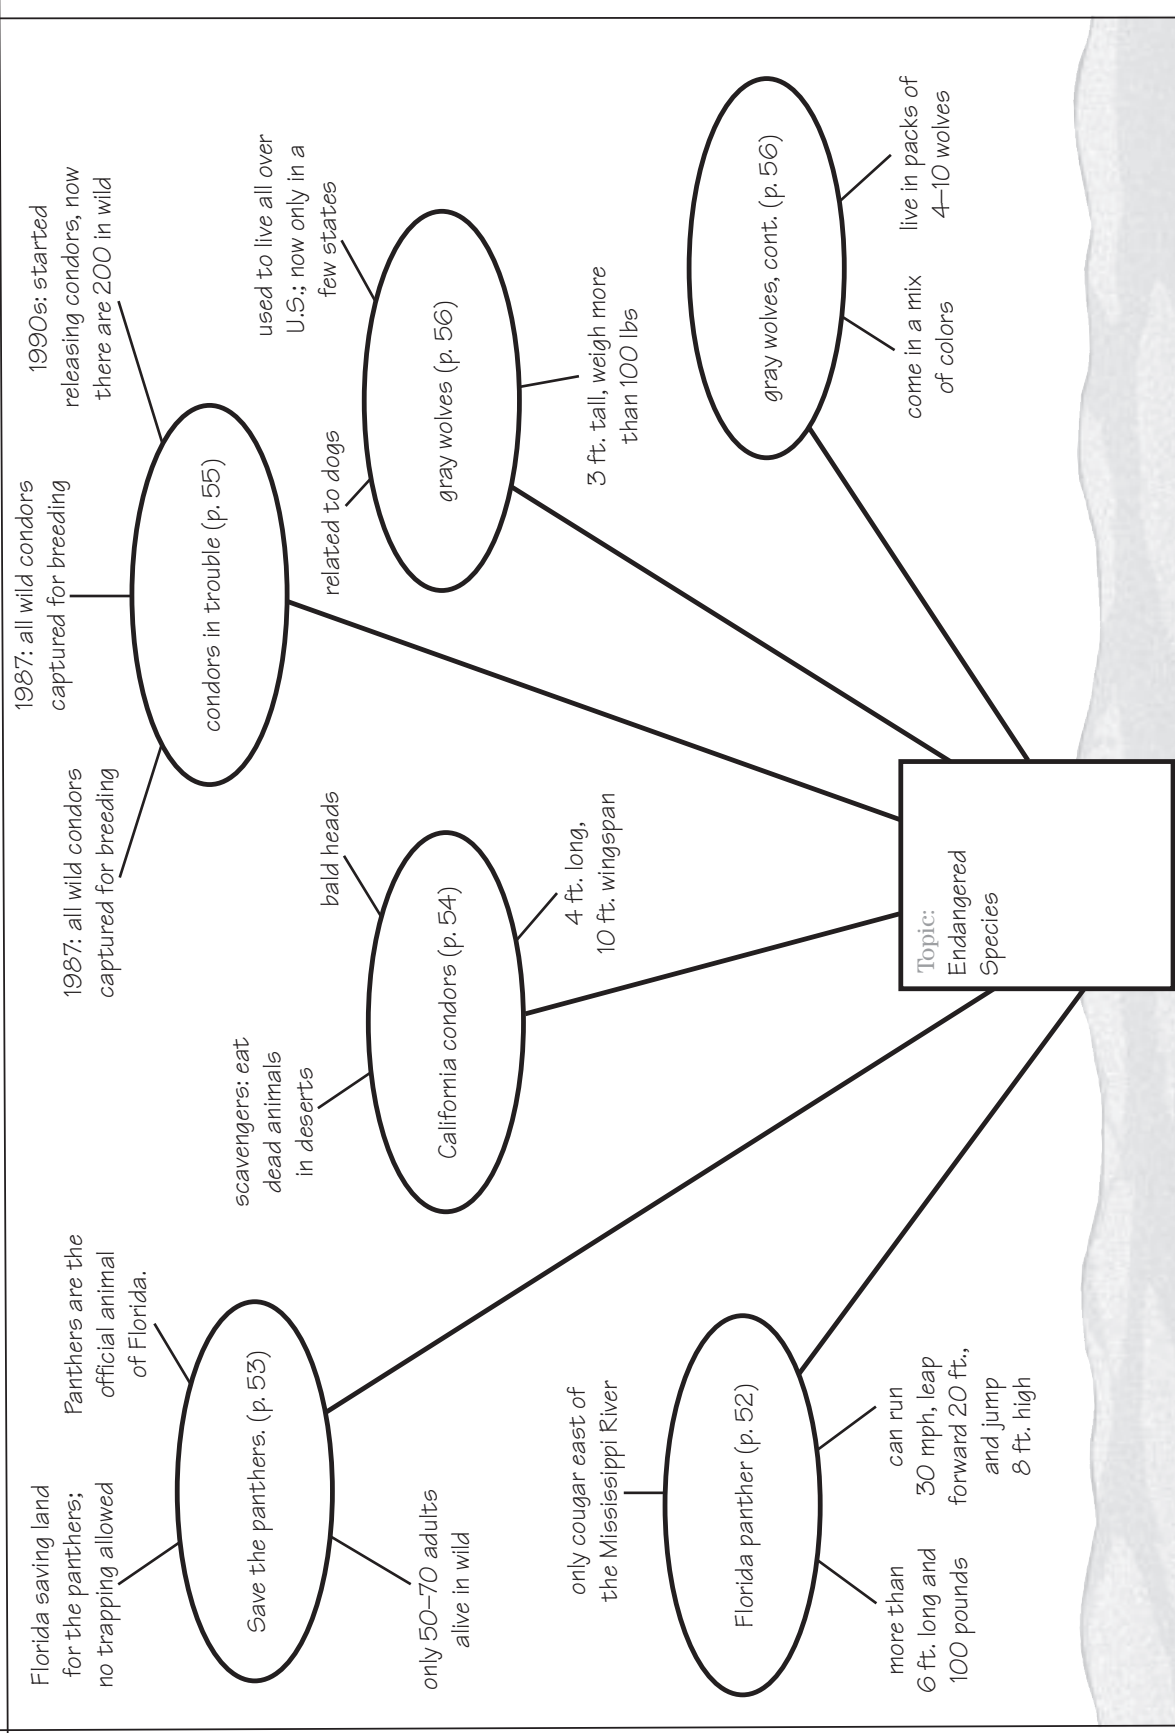 Florida saving land
for the panthers;
no trapping allowed
Panthers are the
official animal
of Florida.
Save the panthers. (p. 53)
only 50–70 adults
alive in wild
only cougar east of
the Mississippi River
Florida panther (p. 52)
more than
6 ft. long and
100 pounds
can run
30 mph, leap
forward 20 ft.,
and jump
8 ft. high
scavengers: eat
dead animals
in deserts
bald heads
California condors (p. 54)
4 ft. long,
10 ft. wingspan
1987: all wild condors
captured for breeding
1987: all wild condors
captured for breeding
1990s: started
releasing condors, now
there are 200 in wild
condors in trouble (p. 55)
related to dogs
used to live all over
U.S.; now only in a
few states
gray wolves (p. 56)
3 ft. tall, weigh more
than 100 lbs
gray wolves, cont. (p. 56)
come in a mix
of colors
live in packs of
4–10 wolves
Topic:
Endangered
Species